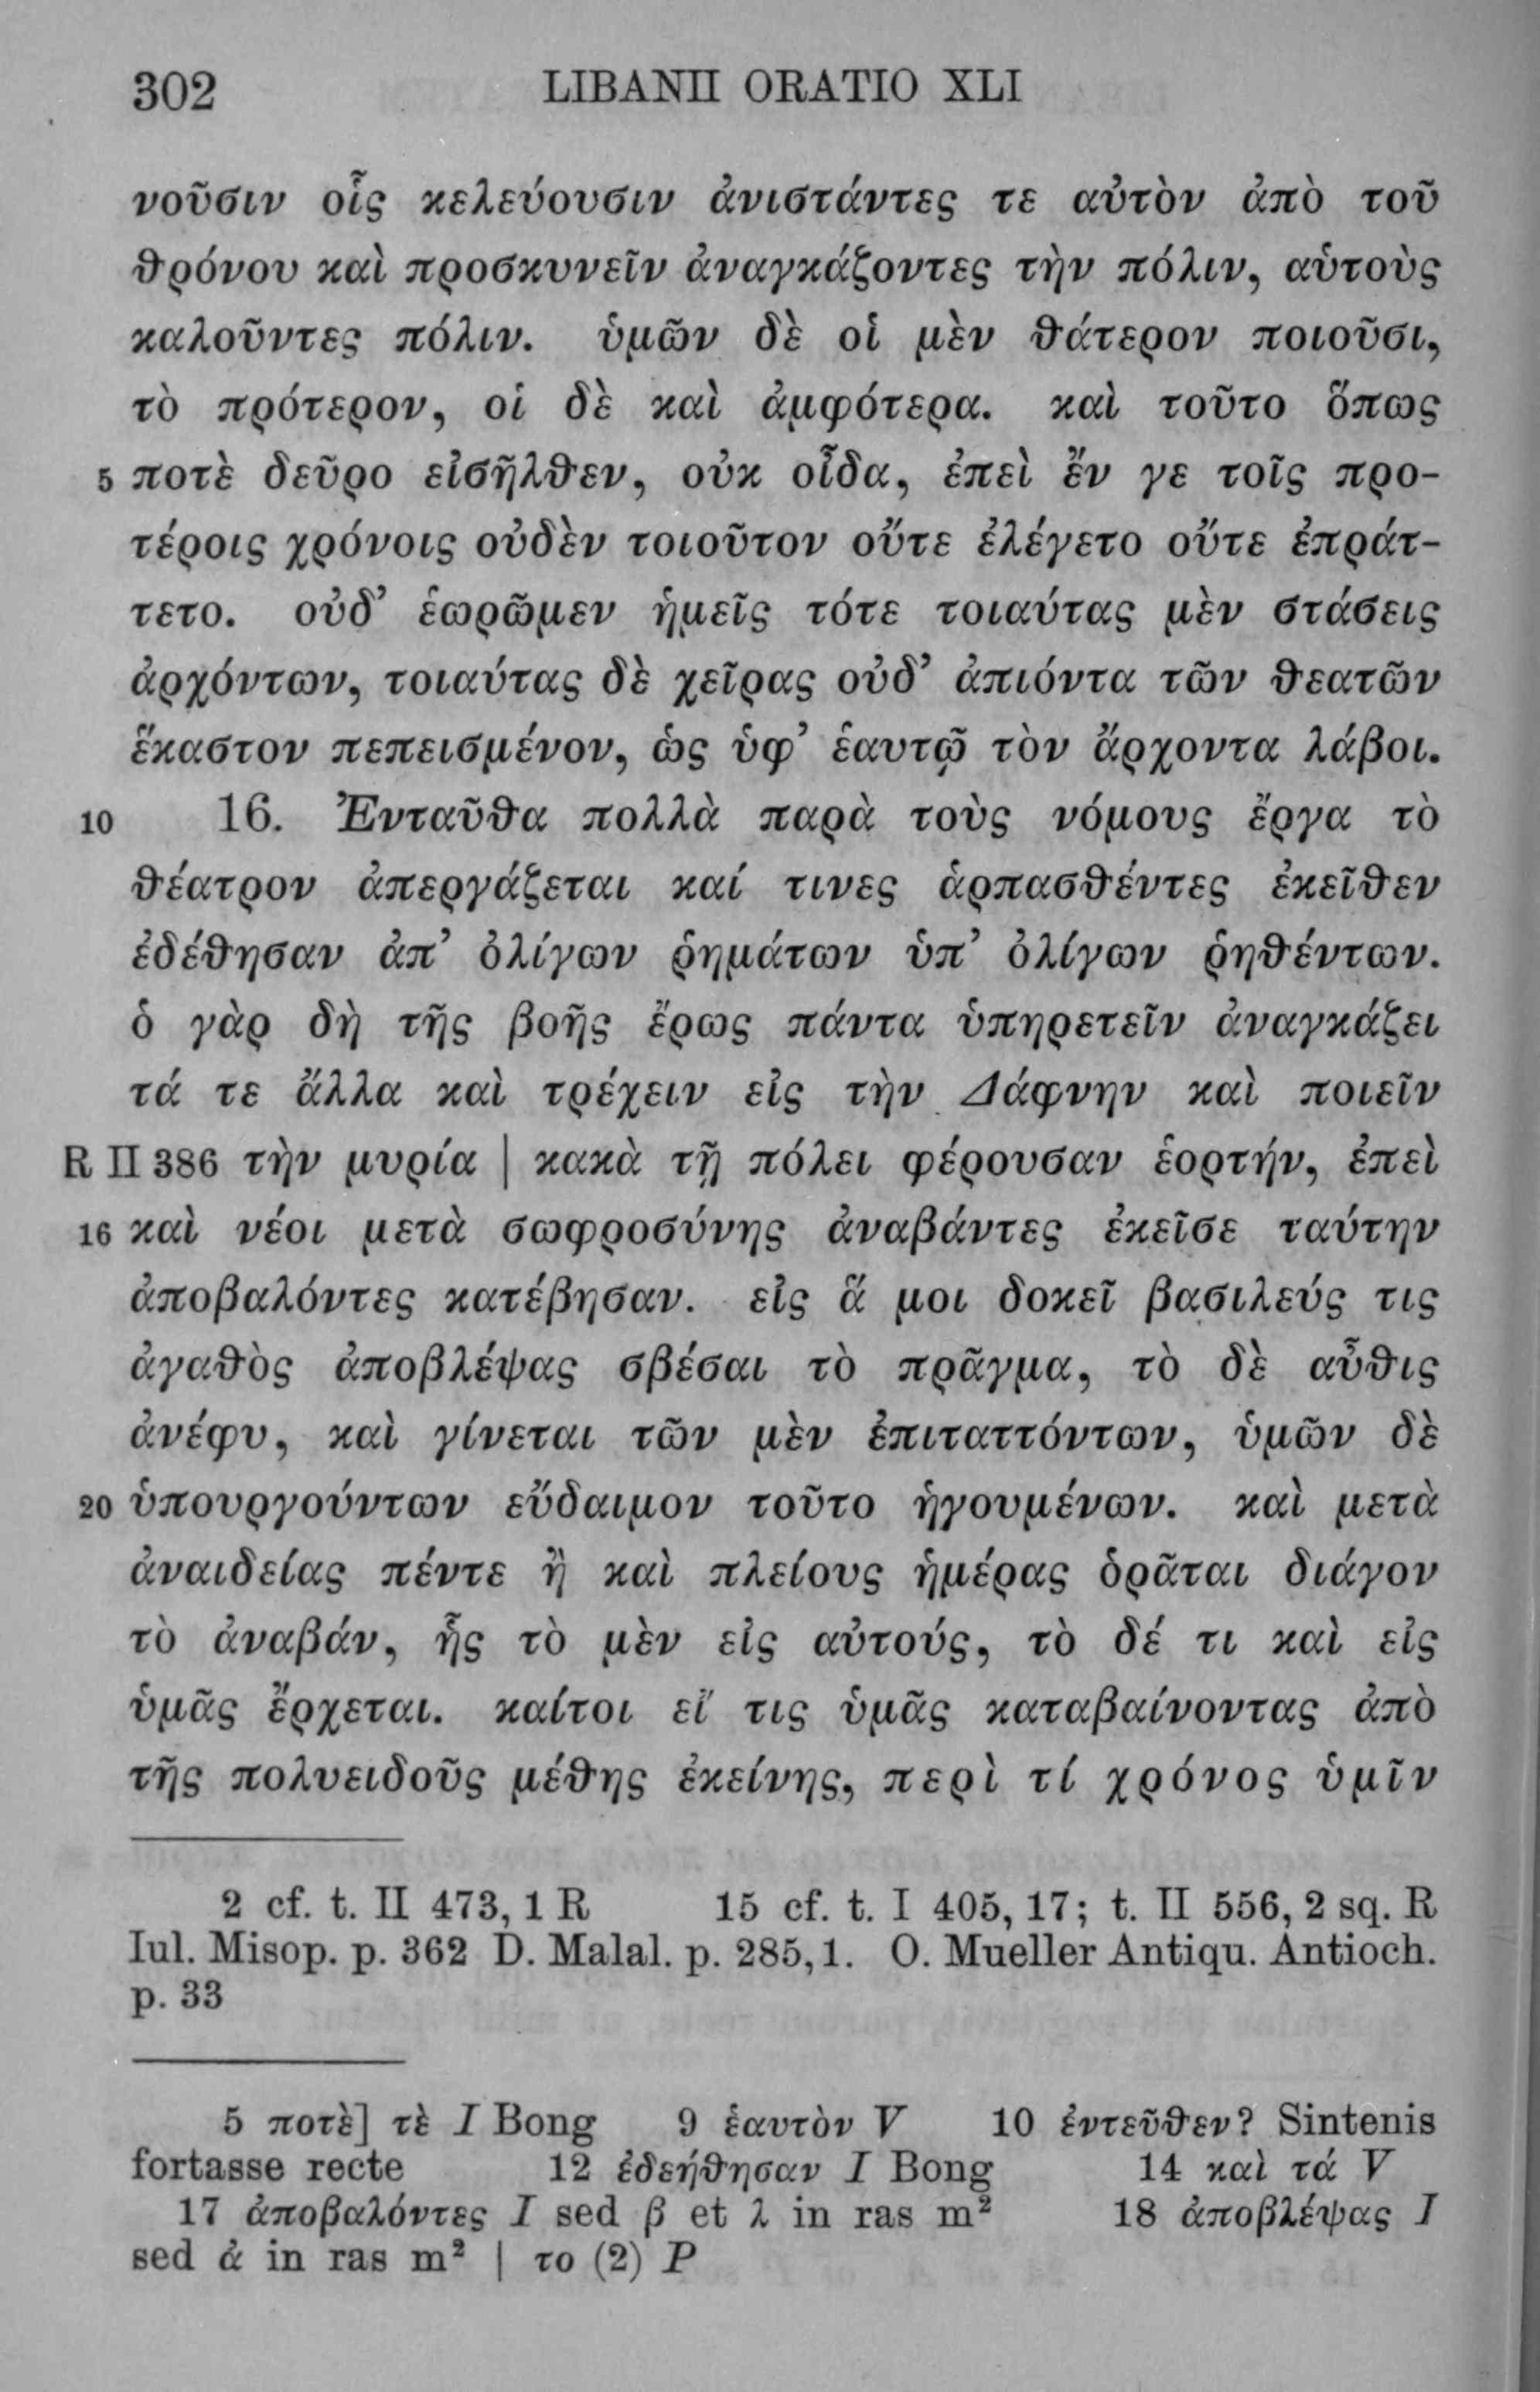 302 LIBANII ORATIO XLI
νοῦσιν οἷς κελεύουσιν ἀνιστάντες τε αὐτὸν ἀπὸ τοῦ
θρόνου καὶ προσκυνεῖν ἀναγκάζοντες τὴν πόλιν, αὑτοὺς
καλοῦντες πόλιν. ὑμῶν δὲ οἱ μὲν θάτερον ποιοῦσι,
τὸ πρότερον, οἱ δὲ καὶ ἀμφότερα. καὶ τοῦτο ὅπως
5 ποτὲ δεῦρο εἰσῆλθεν, οὐκ οἶδα, ἐπεὶ ἔν γε τοῖς προ-
τέροις χρόνοις οὐδὲν τοιοῦτον οὔτε ἐλέγετο οὔτε ἐπράτ-
τετο. οὐδ’ ἑωρῶμεν ἡμεῖς τότε τοιαύτας μὲν στάσεις
ἀρχόντων, τοιαύτας δὲ χεῖρας οὐδ’ ἀπιόντα τῶν θεατῶν
ἕκαστον πεπεισμένον, ὡς ὑφ’ ἑαυτῷ τὸν ἄρχοντα λάβοι.
10 16. Ἐνταῦθα πολλὰ παρὰ τοὺς νόμους ἔργα τὸ
θέατρον ἀπεργάζεται καί τινες ἁρπασθέντες ἐκεῖθεν
ἐδέθησαν ἀπ’ ὀλίγων ῥημάτων ὑπ’ ὀλίγων ῥηθέντων.
ὁ γὰρ δὴ τῆς βοῆς ἔρως πάντα ὑπηρετεῖν ἀναγκάζει
τά τε ἄλλα καὶ τρέχειν εἰς τὴν Δάφνην καὶ ποιεῖν
R II 386 τὴν μυρία | κακὰ τῇ πόλει φέρουσαν ἑορτήν, ἐπεὶ
16 καὶ νέοι μετὰ σωφροσύνης ἀναβάντες ἐκεῖσε ταύτην
ἀποβαλόντες κατέβησαν. εἰς ἅ μοι δοκεῖ βασιλεύς τις
ἀγαθὸς ἀποβλέψας σβέσαι τὸ πρᾶγμα, τὸ δὲ αὖθις
ἀνέφυ, καὶ γίνεται τῶν μὲν ἐπιταττόντων, ὑμῶν δὲ
20 ὑπουργούντων εὔδαιμον τοῦτο ἡγουμένων. καὶ μετὰ
ἀναιδείας πέντε ἢ καὶ πλείους ἡμέρας ὁρᾶται διάγον
τὸ ἀναβάν, ἧς τὸ μὲν εἰς αὐτούς, τὸ δέ τι καὶ εἰς
ὑμᾶς ἔρχεται. καίτοι εἴ τις ὑμᾶς καταβαίνοντας ἀπὸ
τῆς πολυειδοῦς μέθης ἐκείνης, περὶ τί χρόνος ὑμῖν
2 cf. t. II 473, 1 R 15 cf. t. I 405, 17; t. II 556, 2 sq. R
Iul. Misop. p. 362 D. Malal. p. 285,1. O. Mueller Antiqu. Antioch.
p. 33
5 ποτὲ] τὲ I Bong 9 ἑαυτὸν V 10 ἐντεῦθεν? Sintenis
fortasse recte 12 ἐδεήθησαν I Bong 14 καὶ τά V
17 ἀποβαλόντες I sed β et λ in ras m² 18 ἀποβλέψας I
sed ἀ in ras m² | το (2) P